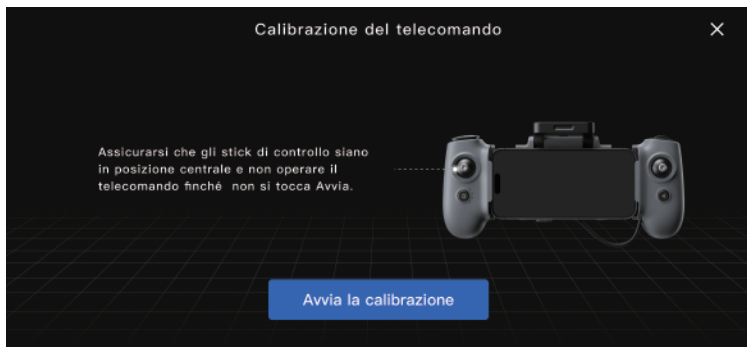 Calibrazione del telecomando
Assicurarsi che gli stick di controllo siano
in posizione centrale e non operare il
telecomando finché non si tocca Avvia.
Avvia la calibrazione